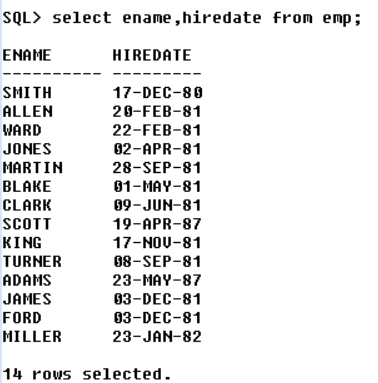 SQL> select ename,hiredate from emp;
ENAME      HIREDATE
---------- ---------
SMITH      17-DEC-80
ALLEN      20-FEB-81
WARD       22-FEB-81
JONES      02-APR-81
MARTIN     28-SEP-81
BLAKE      01-MAY-81
CLARK      09-JUN-81
SCOTT      19-APR-87
KING       17-NOV-81
TURNER     08-SEP-81
ADAMS      23-MAY-87
JAMES      03-DEC-81
FORD       03-DEC-81
MILLER     23-JAN-82
14 rows selected.